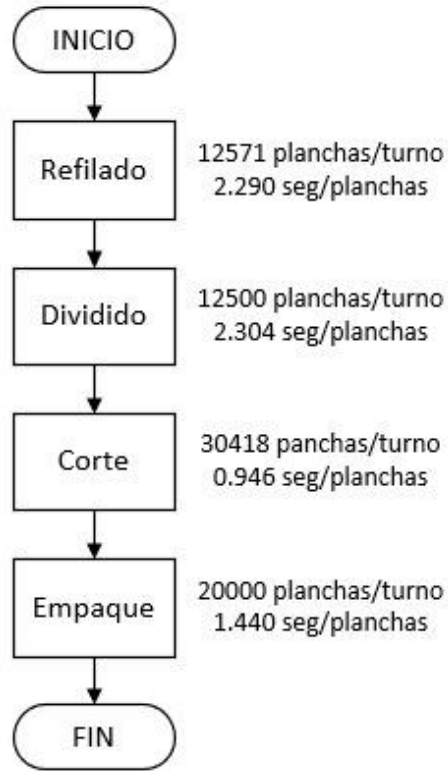 INICIO
Refilado
12571 planchas/turno
2.290 seg/planchas
Dividido
12500 planchas/turno
2.304 seg/planchas
Corte
30418 panchas/turno
0.946 seg/planchas
Empaque
20000 planchas/turno
1.440 seg/planchas
FIN